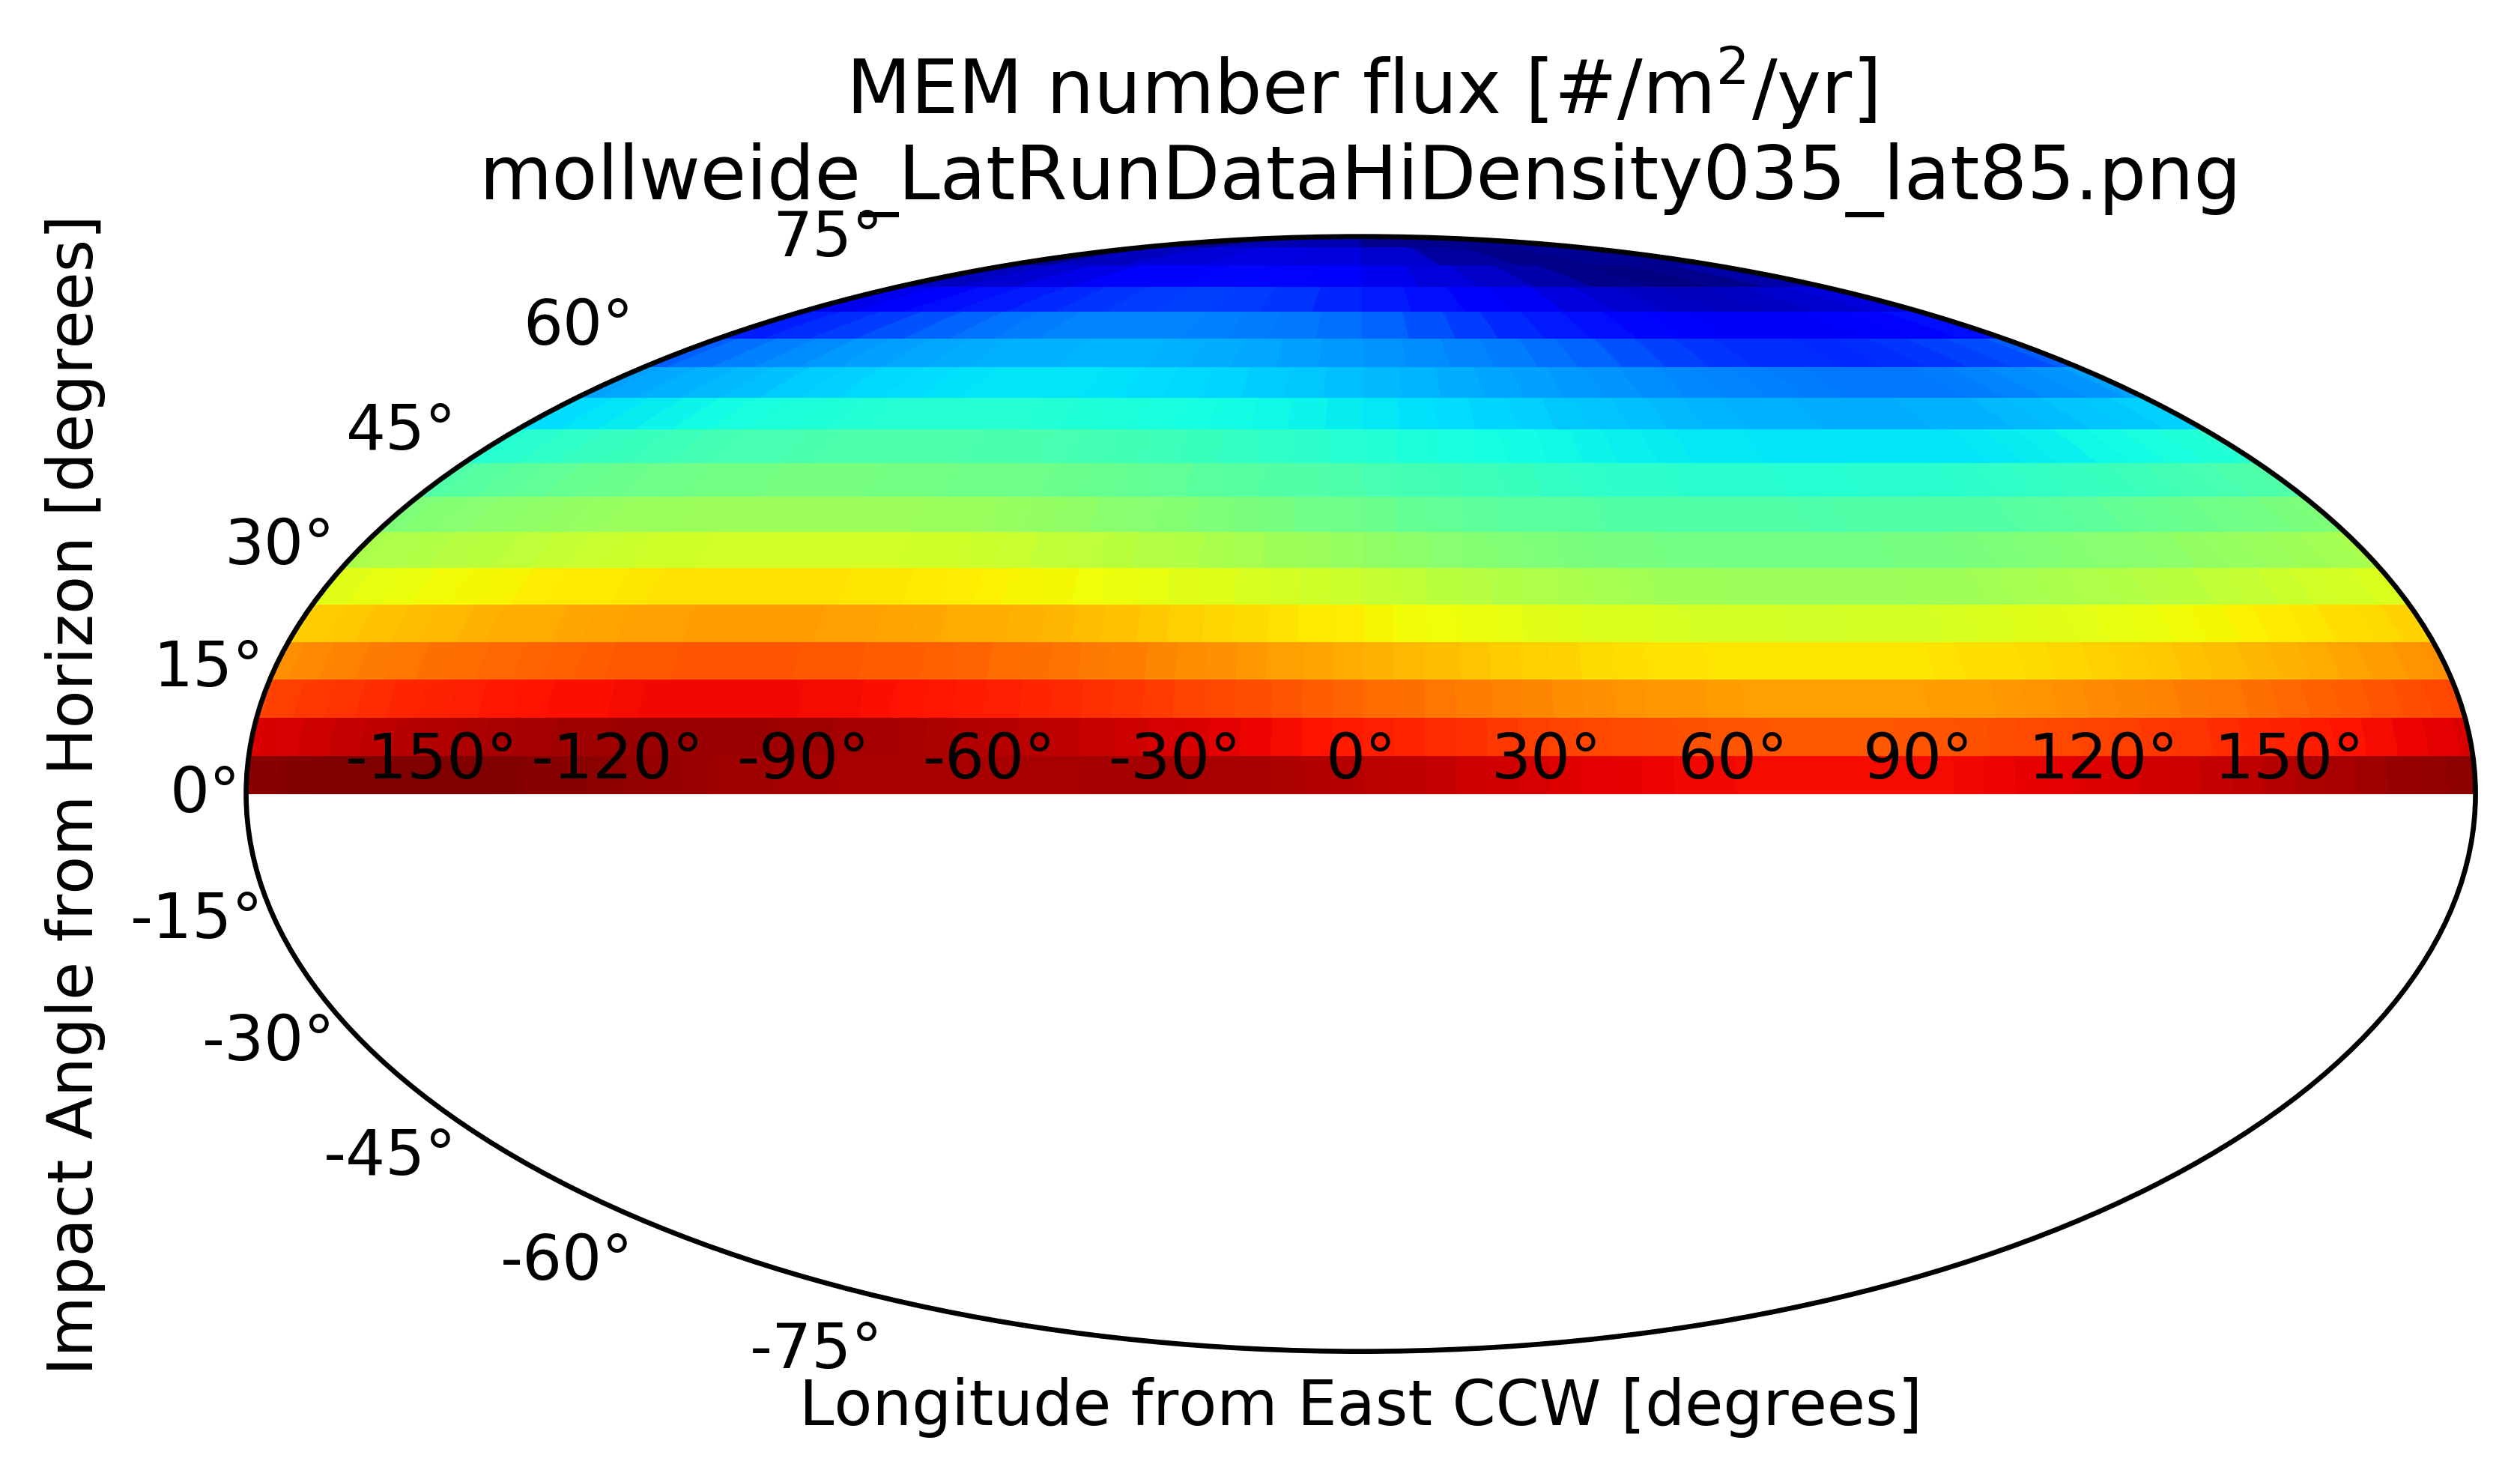 MEM number flux [#/m²/yr]
mollweide_LatRunDataHiDensity035_lat85.png
75°
60°
45°
30°
15°
0°
-15°
-30°
-45°
-60°
-75°
-150° -120° -90° -60° -30° 0° 30° 60° 90° 120° 150°
Impact Angle from Horizon [degrees]
Longitude from East CCW [degrees]